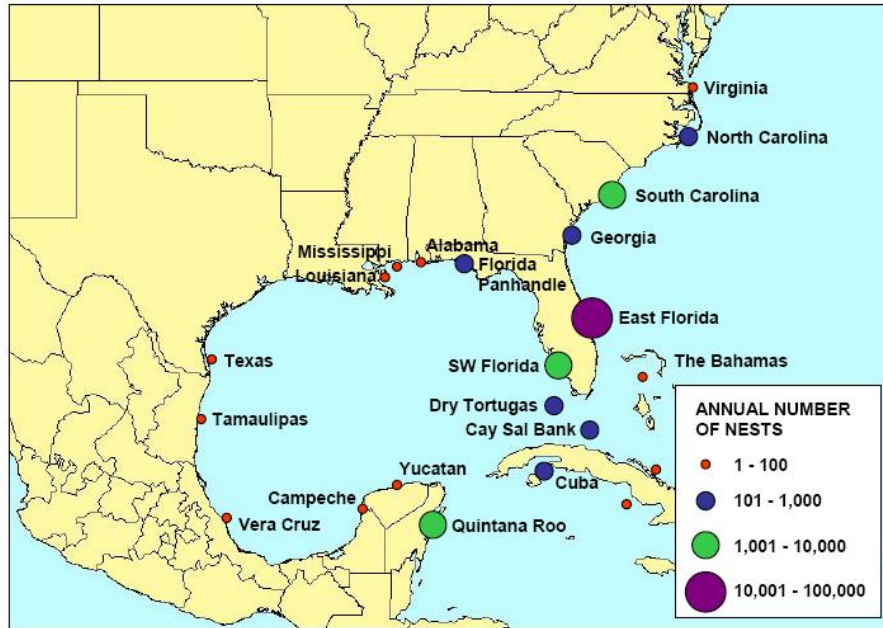 Virginia
North Carolina
South Carolina
Georgia
Mississippi
Alabama
Louisiana
Florida
Panhandle
East Florida
Texas
SW Florida
The Bahamas
Dry Tortugas
Tamaulipas
Cay Sal Bank
Yucatan
Cuba
Campeche
Vera Cruz
Quintana Roo
ANNUAL NUMBER
OF NESTS
1 - 100
101 - 1,000
1,001 - 10,000
10,001 - 100,000